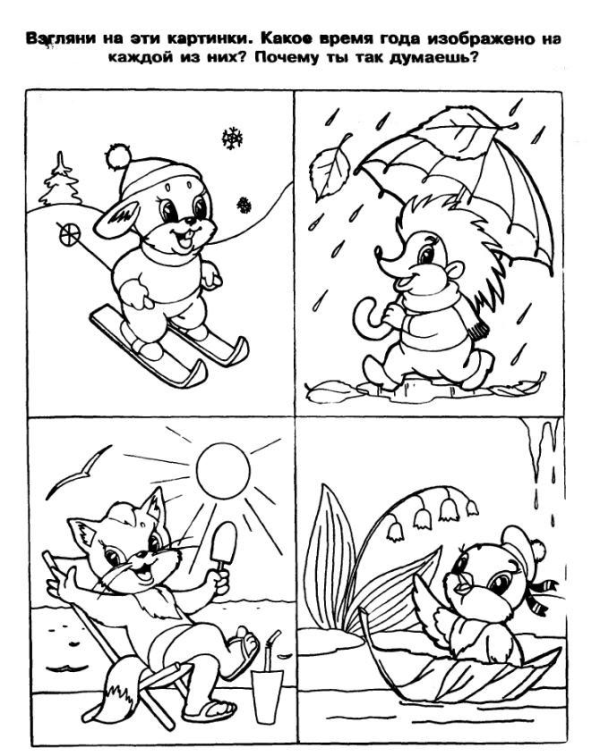 Взгляни на эти картинки. Какое время года изображено на
каждой из них? Почему ты так думаешь?